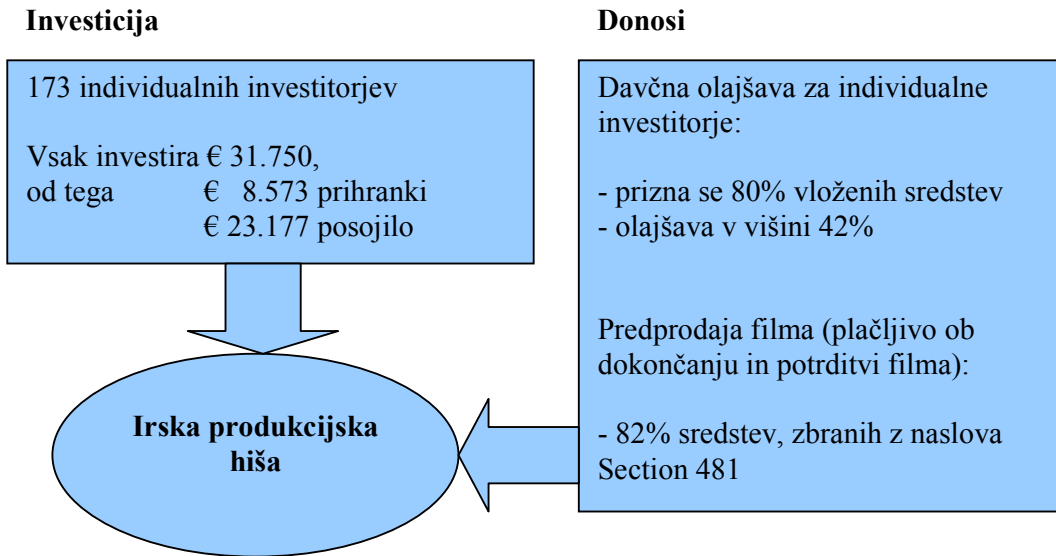 Investicija
173 individualnih investitorjev
Vsak investira € 31.750,
od tega € 8.573 prihranki
€ 23.177 posojilo
Irska produkcijska
hiša
Donosi
Davčna olajšava za individualne
investitorje:
- prizna se 80% vloženih sredstev
- olajšava v višini 42%
Predprodaja filma (plačljivo ob
dokončanju in potrditvi filma):
- 82% sredstev, zbranih z naslova
Section 481